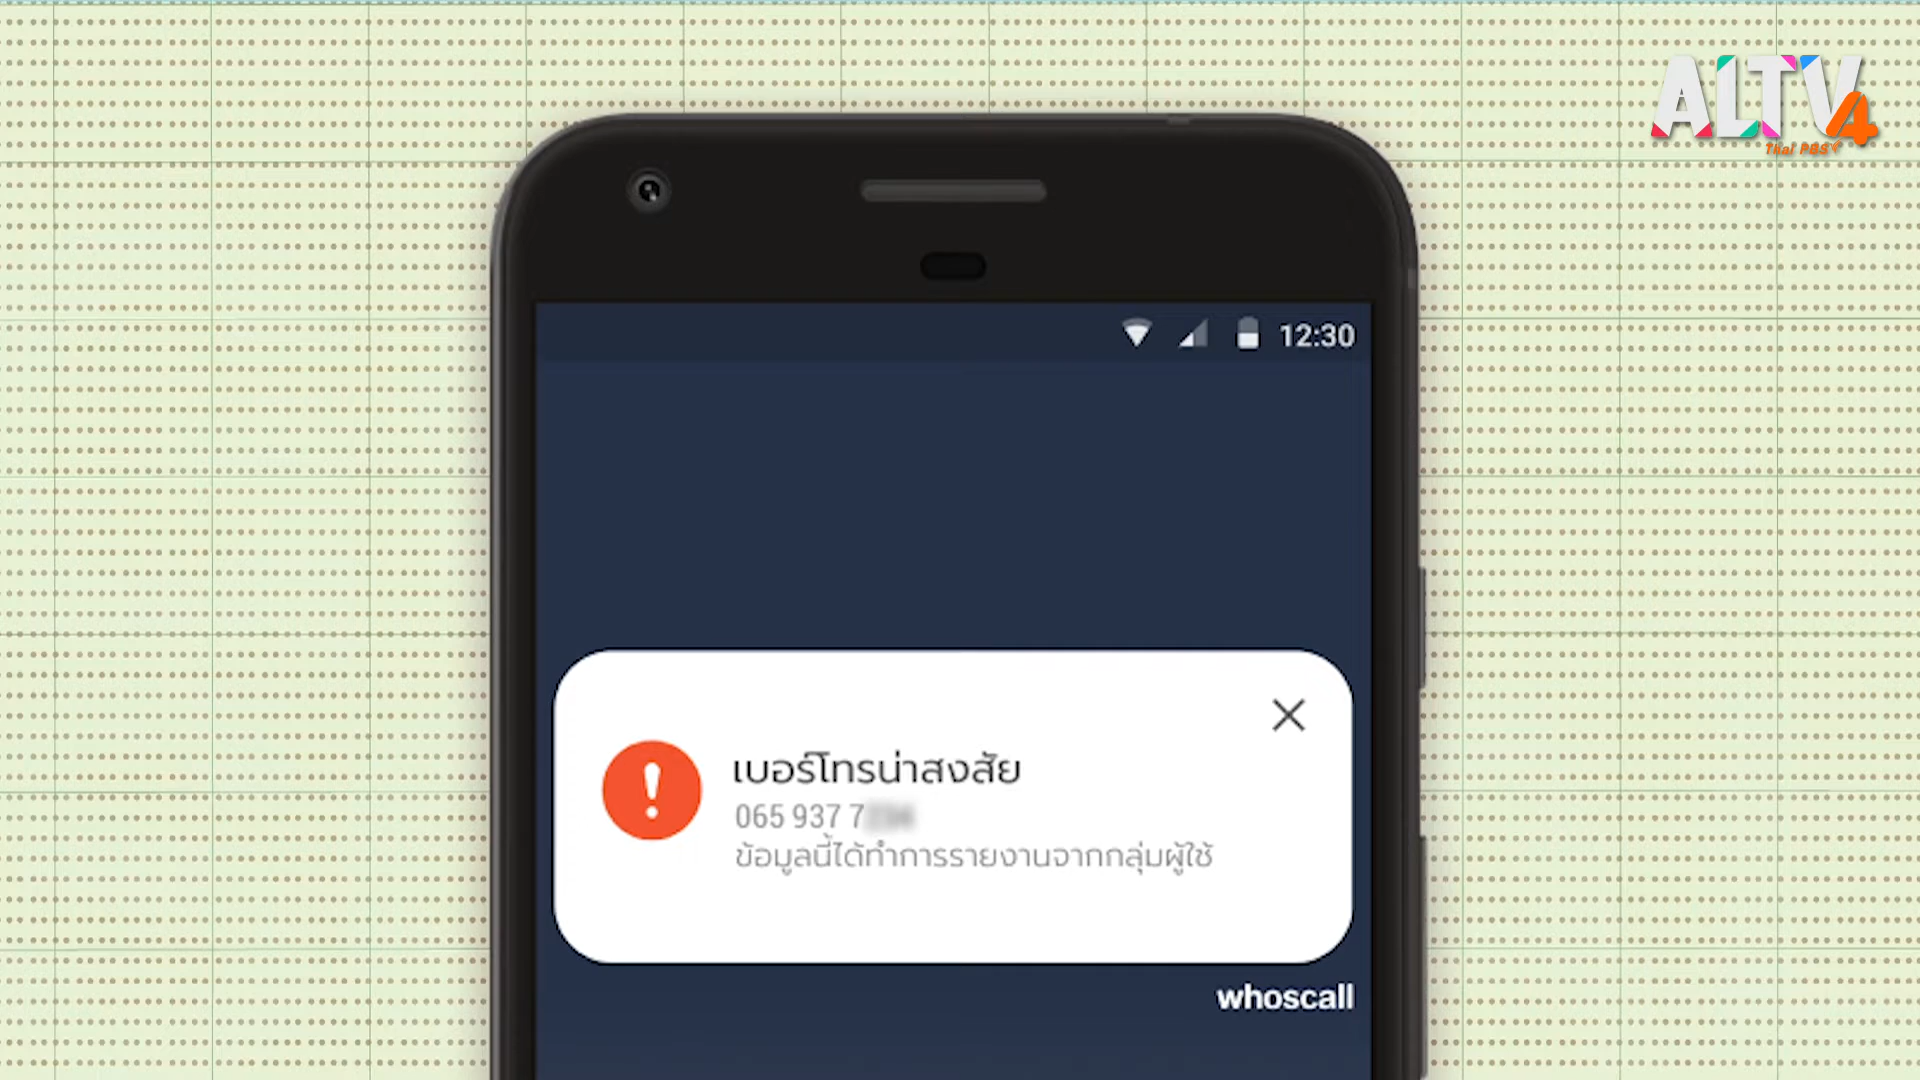 ALTV4
Thai PBS
12:30
เบอร์โทรน่าสงสัย
065 937 7
ข้อมูลนี้ได้ทำการรายงานจากกลุ่มผู้ใช้
whoscall